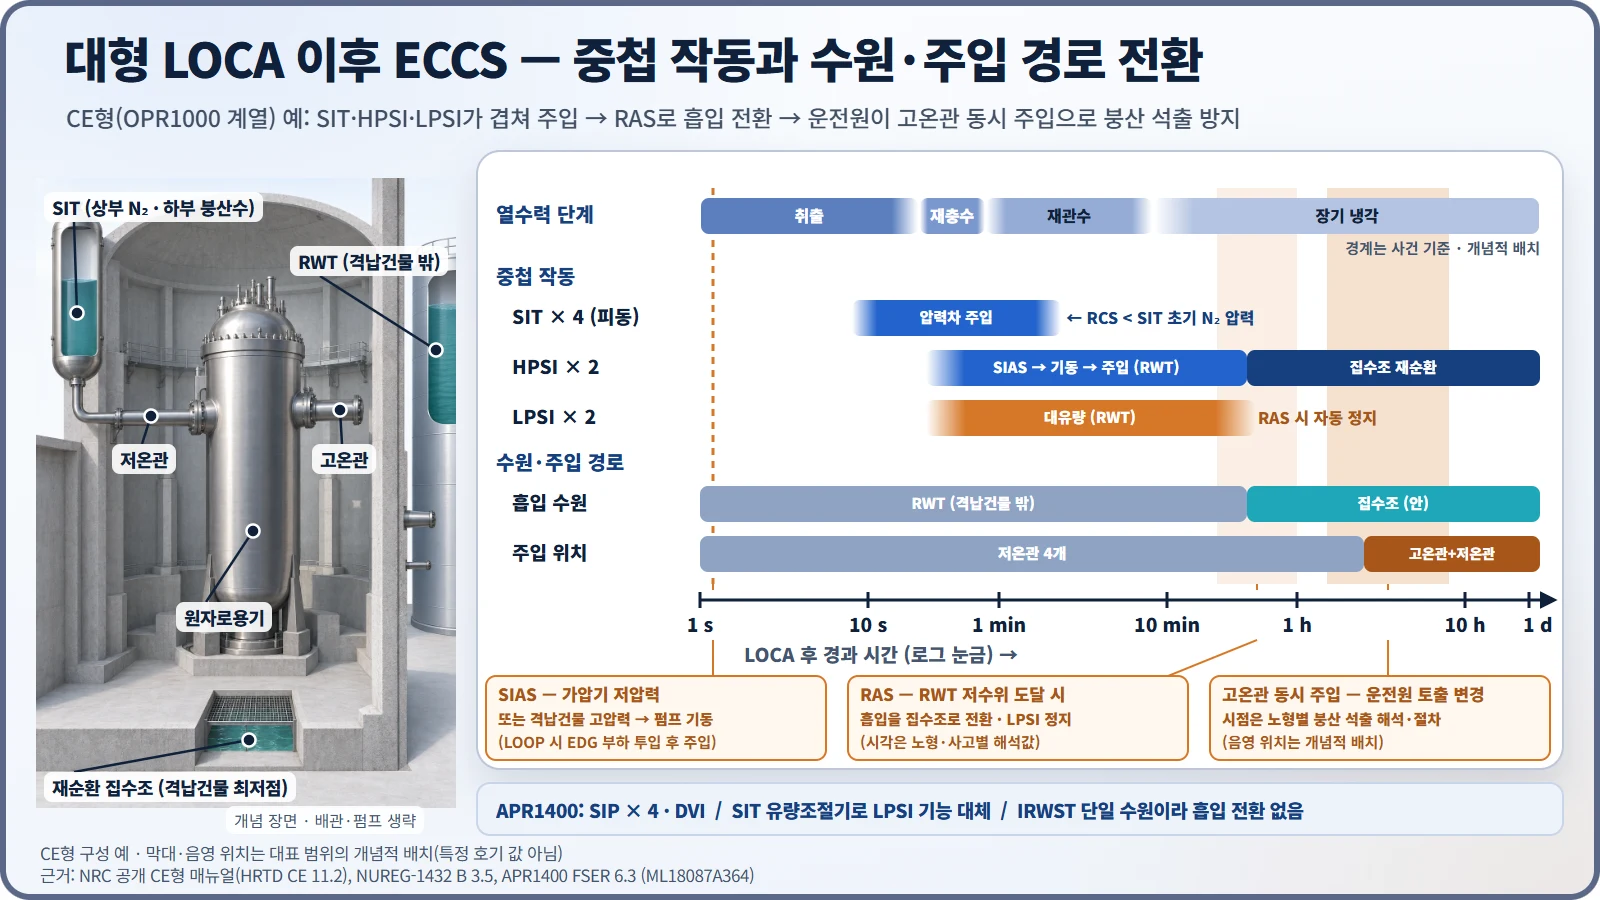 대형 LOCA 이후 ECCS — 중첩 작동과 수원·주입 경로 전환
CE형(OPR1000 계열) 예: SIT·HPSI·LPSI가 겹쳐 주입 → RAS로 흡입 전환 → 운전원이 고온관 동시 주입으로 붕산 석출 방지
SIT (상부 N₂ · 하부 붕산수)
RWT (격납건물 밖)
저온관
고온관
원자로용기
재순환 집수조 (격납건물 최저점)
개념 장면 · 배관·펌프 생략
열수력 단계
취출
재충수
재관수
장기 냉각
경계는 사건 기준 · 개념적 배치
중첩 작동
SIT × 4 (피동)
압력차 주입
← RCS < SIT 초기 N₂ 압력
HPSI × 2
SIAS → 기동 → 주입 (RWT)
집수조 재순환
LPSI × 2
대유량 (RWT)
RAS 시 자동 정지
수원·주입 경로
흡입 수원
RWT (격납건물 밖)
집수조 (안)
주입 위치
저온관 4개
고온관+저온관
1 s
10 s
1 min
10 min
1 h
10 h
1 d
LOCA 후 경과 시간 (로그 눈금) →
SIAS — 가압기 저압력
또는 격납건물 고압력 → 펌프 기동
(LOOP 시 EDG 부하 투입 후 주입)
RAS — RWT 저수위 도달 시
흡입을 집수조로 전환 · LPSI 정지
(시각은 노형·사고별 해석값)
고온관 동시 주입 — 운전원 토출 변경
시점은 노형별 붕산 석출 해석·절차
(음영 위치는 개념적 배치)
APR1400: SIP × 4 · DVI / SIT 유량조절기로 LPSI 기능 대체 / IRWST 단일 수원이라 흡입 전환 없음
CE형 구성 예 · 막대·음영 위치는 대표 범위의 개념적 배치(특정 호기 값 아님)
근거: NRC 공개 CE형 매뉴얼(HRTD CE 11.2), NUREG-1432 B 3.5, APR1400 FSER 6.3 (ML18087A364)